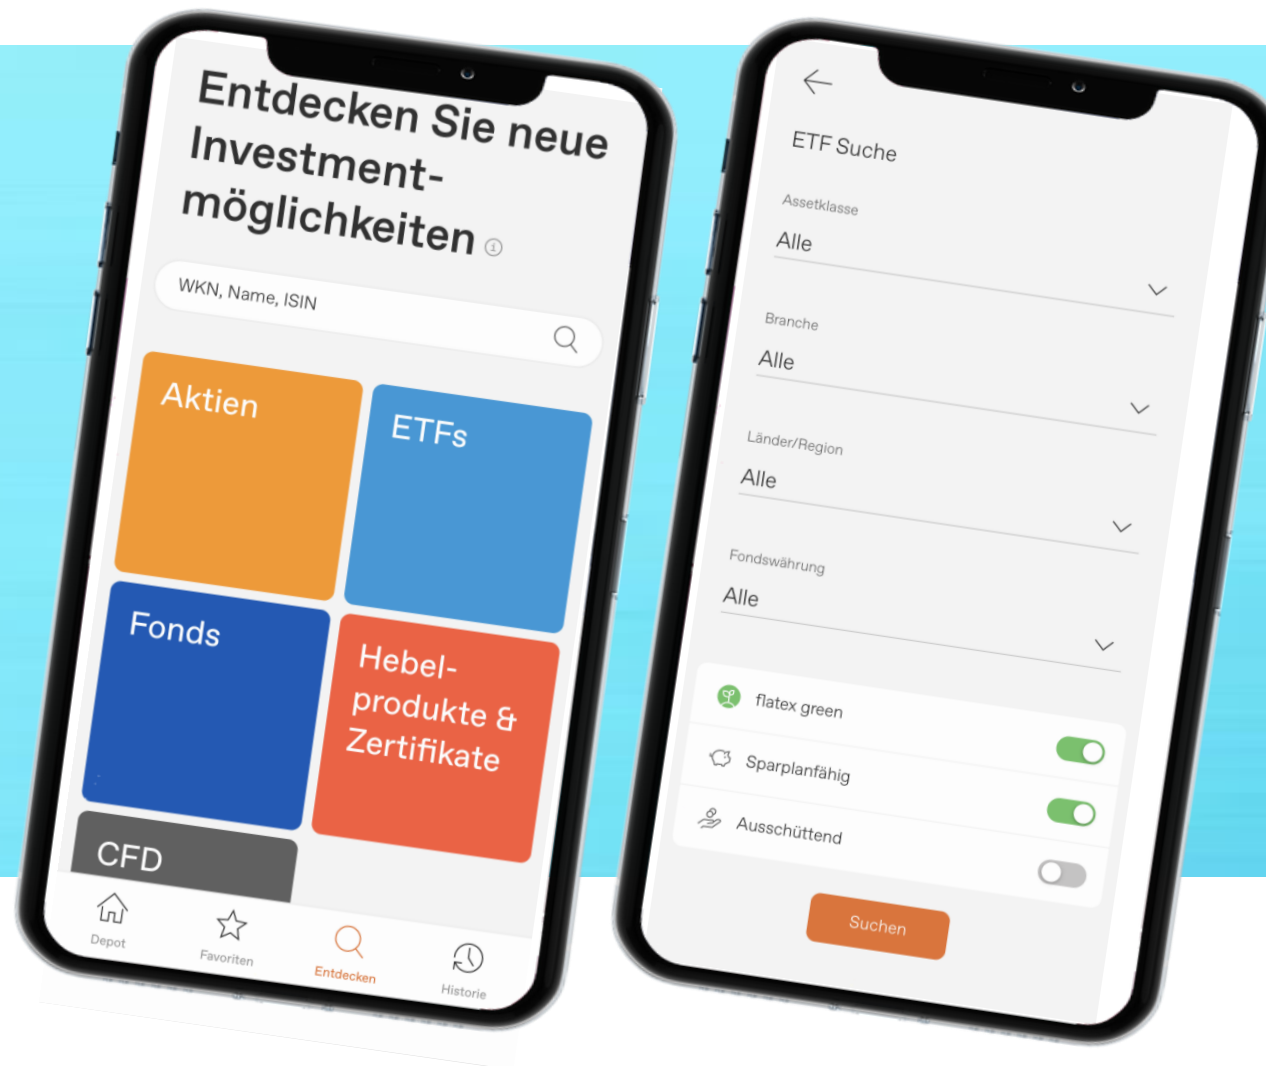 Entdecken Sie neue
Investment-
möglichkeiten
WKN, Name, ISIN
Aktien
ETFs
Fonds
Hebel-
produkte &
Zertifikate
CFD
Depot
Favoriten
Entdecken
Historie
ETF Suche
Assetklasse
Alle
Branche
Alle
Länder/Region
Alle
Fondswährung
Alle
flatex green
Sparplanfähig
Ausschüttend
Suchen